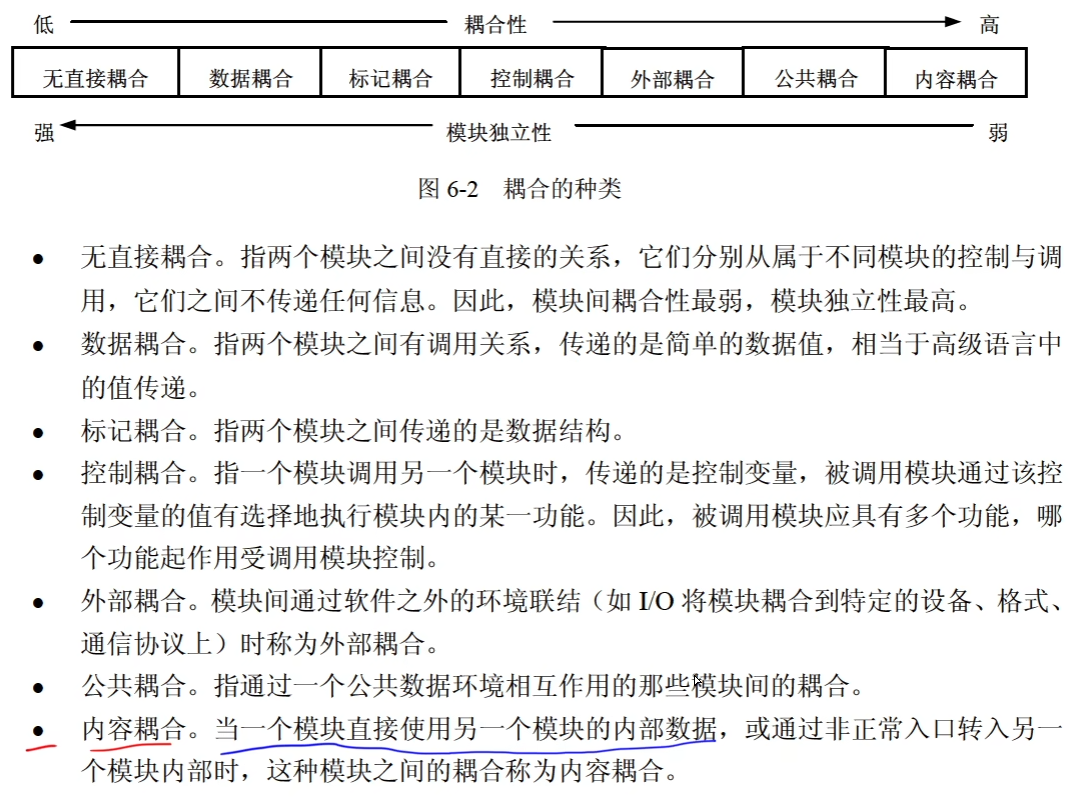 低 耦合性 高
无直接耦合 数据耦合 标记耦合 控制耦合 外部耦合 公共耦合 内容耦合
强 模块独立性 弱
图 6-2 耦合的种类
● 无直接耦合。指两个模块之间没有直接的关系，它们分别从属于不同模块的控制与调
用，它们之间不传递任何信息。因此，模块间耦合性最弱，模块独立性最高。
● 数据耦合。指两个模块之间有调用关系，传递的是简单的数据值，相当于高级语言中
的值传递。
● 标记耦合。指两个模块之间传递的是数据结构。
● 控制耦合。指一个模块调用另一个模块时，传递的是控制变量，被调用模块通过该控
制变量的值有选择地执行模块内的某一功能。因此，被调用模块应具有多个功能，哪
个功能起作用受调用模块控制。
● 外部耦合。模块间通过软件之外的环境联结（如 I/O 将模块耦合到特定的设备、格式、
通信协议上）时称为外部耦合。
● 公共耦合。指通过一个公共数据环境相互作用的那些模块间的耦合。
● 内容耦合。当一个模块直接使用另一个模块的内部数据，或通过非正常入口转入另一
个模块内部时，这种模块之间的耦合称为内容耦合。